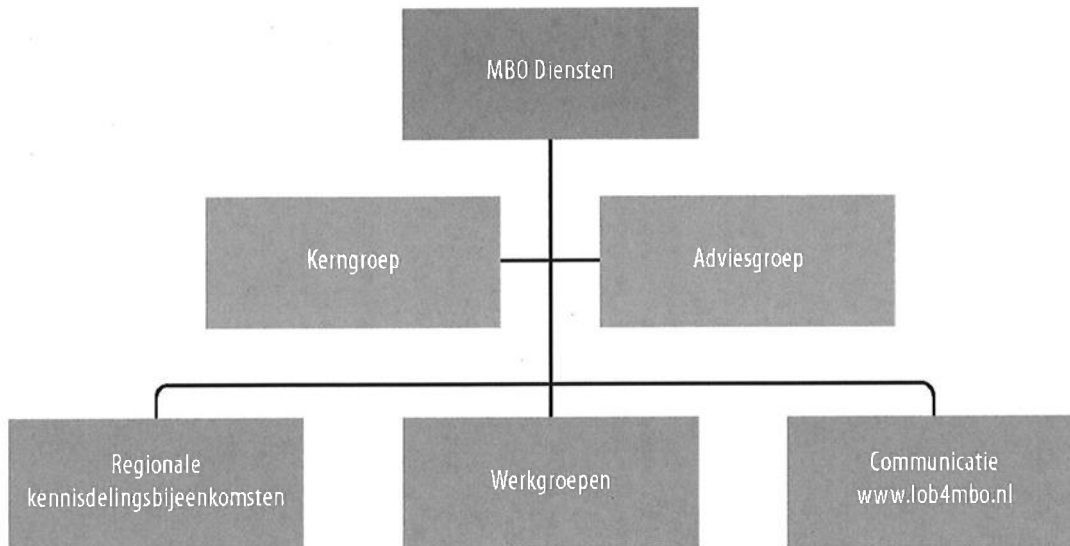 MBO Diensten
Kerngroep
Adviesgroep
Regionale
kennisdelingsbijeenkomsten
Werkgroepen
Communicatie
www.lob4mbo.nl